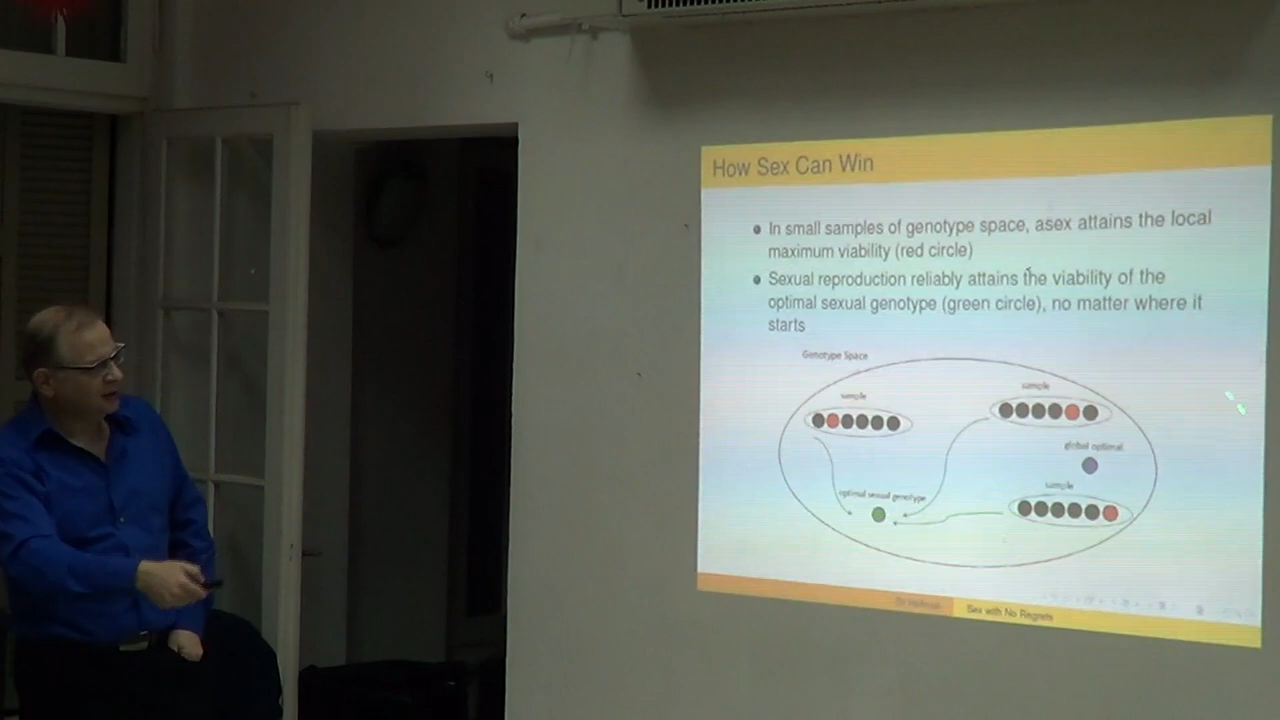 How Sex Can Win
In small samples of genotype space, asex attains the local
maximum viability (red circle)
Sexual reproduction reliably attains the viability of the
optimal sexual genotype (green circle), no matter where it
starts
Genotype Space
sample
sample
global optimal
sample
optimal sexual genotype
Sex with No Regrets